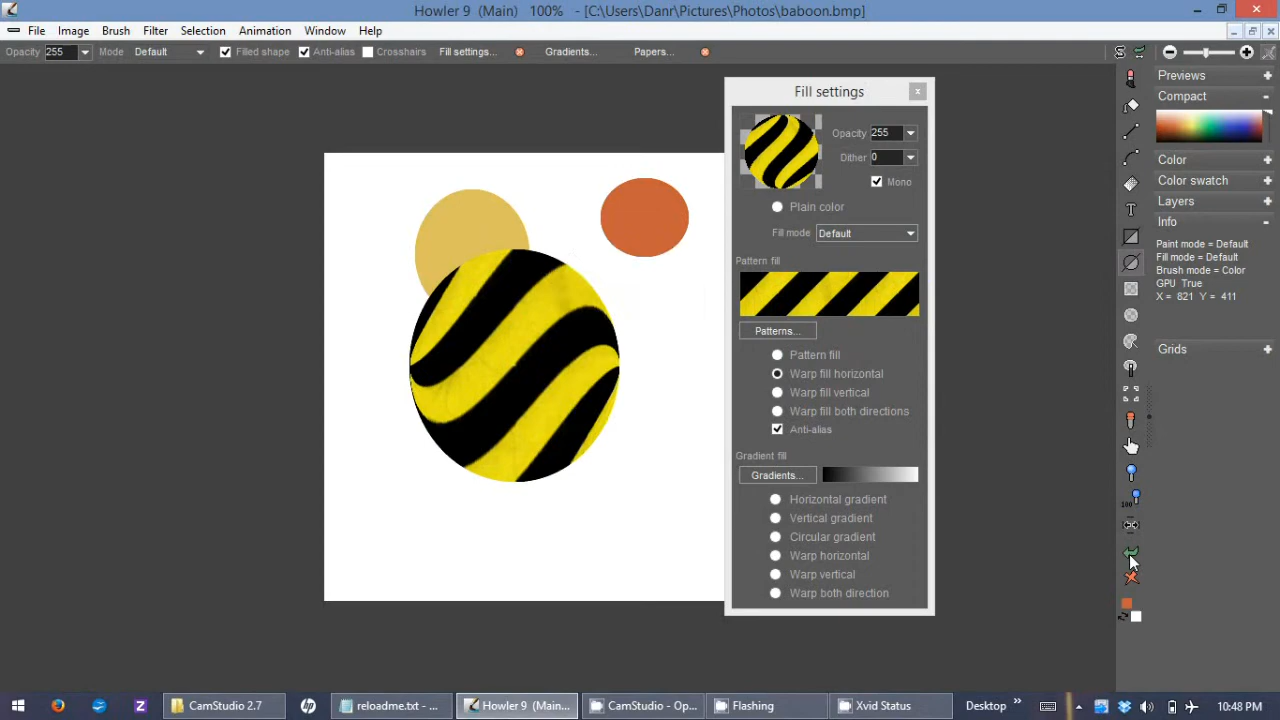 Howler 9 (Main) 100% - [C:\Users\Danr\Pictures\Photos\baboon.bmp]
File Image Brush Filter Selection Animation Window Help
Opacity 255 Mode Default Filled shape Anti-alias Crosshairs Fill settings... Gradients... Papers...
Previews
Compact
Color
Color swatch
Layers
Info
Paint mode = Default
Fill mode = Default
Brush mode = Color
GPU True
X = 821 Y = 411
Grids
Fill settings
Opacity 255
Dither 0
Mono
Plain color
Fill mode Default
Pattern fill
Patterns...
Pattern fill
Warp fill horizontal
Warp fill vertical
Warp fill both directions
Anti-alias
Gradient fill
Gradients...
Horizontal gradient
Vertical gradient
Circular gradient
Warp horizontal
Warp vertical
Warp both direction
100
CamStudio 2.7 reloadme.txt - ... Howler 9 (Main... CamStudio - Op... Flashing Xvid Status Desktop 10:48 PM